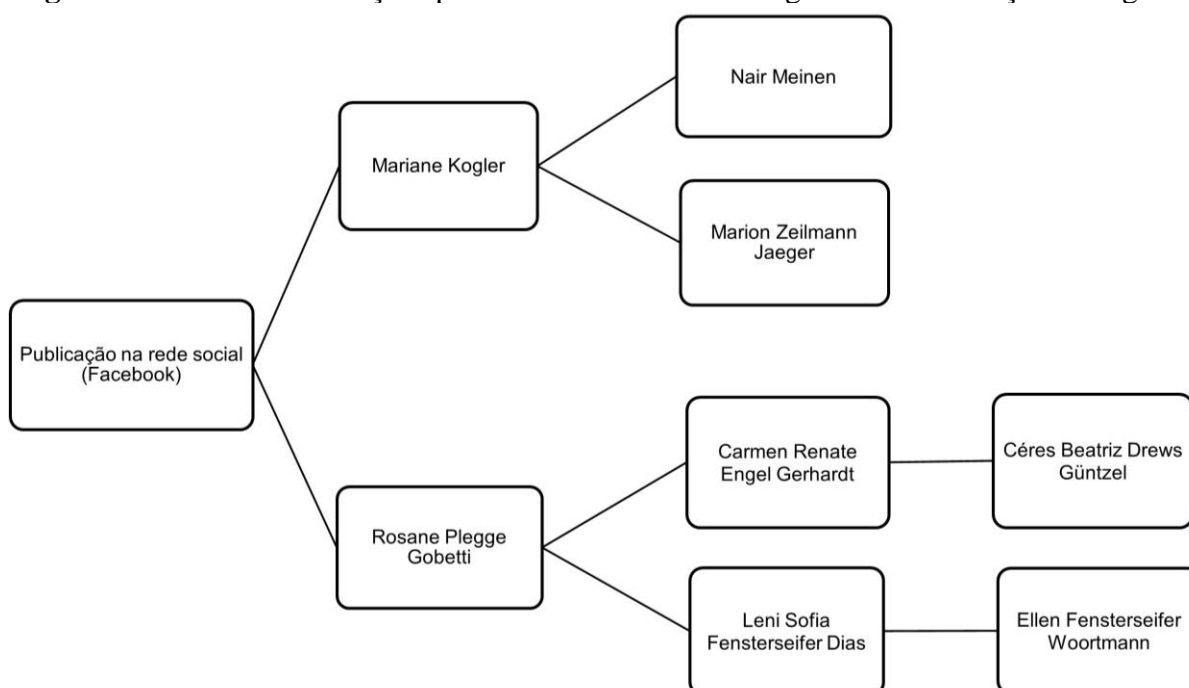 Nair Meinen
Mariane Kogler
Marion Zeilmann
Jaeger
Publicação na rede social
(Facebook)
Carmen Renate
Engel Gerhardt
Céres Beatriz Drews
Güntzel
Rosane Plegge
Gobetti
Leni Sofia
Fensterseifer Dias
Ellen Fensterseifer
Woortmann